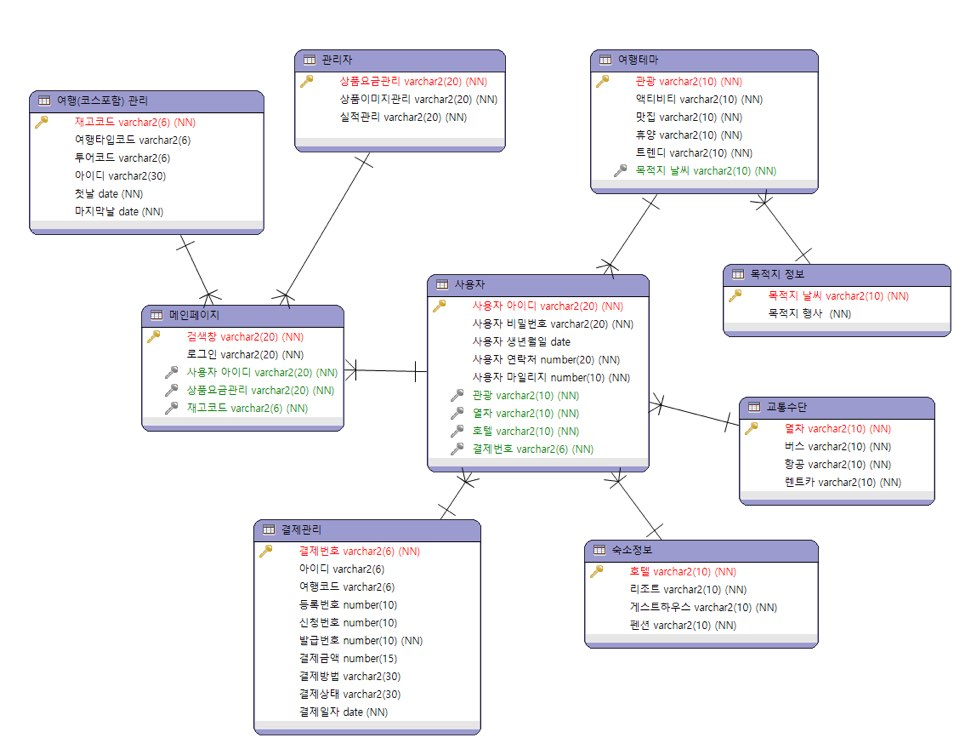 관리자
상품요금관리 varchar2(20) (NN)
상품이미지관리 varchar2(20) (NN)
실적관리 varchar2(20) (NN)
여행테마
관광 varchar2(10) (NN)
액티비티 varchar2(10) (NN)
맛집 varchar2(10) (NN)
휴양 varchar2(10) (NN)
트렌디 varchar2(10) (NN)
목적지 날씨 varchar2(10) (NN)
여행(코스포함) 관리
재고코드 varchar2(6) (NN)
여행타입코드 varchar2(6)
투어코드 varchar2(6)
아이디 varchar2(30)
첫날 date (NN)
마지막날 date (NN)
목적지 정보
목적지 날씨 varchar2(10) (NN)
목적지 행사 (NN)
사용자
사용자 아이디 varchar2(20) (NN)
사용자 비밀번호 varchar2(20) (NN)
사용자 생년월일 date
사용자 연락처 number(20) (NN)
사용자 마일리지 number(10) (NN)
관광 varchar2(10) (NN)
열차 varchar2(10) (NN)
호텔 varchar2(10) (NN)
결제번호 varchar2(6) (NN)
메인페이지
검색창 varchar2(20) (NN)
로그인 varchar2(20) (NN)
사용자 아이디 varchar2(20) (NN)
상품요금관리 varchar2(20) (NN)
재고코드 varchar2(6) (NN)
교통수단
열차 varchar2(10) (NN)
버스 varchar2(10) (NN)
항공 varchar2(10) (NN)
렌트카 varchar2(10) (NN)
결제관리
결제번호 varchar2(6) (NN)
아이디 varchar2(6)
여행코드 varchar2(6)
등록번호 number(10)
신청번호 number(10)
발급번호 number(10) (NN)
결제금액 number(15)
결제방법 varchar2(30)
결제상태 varchar2(30)
결제일자 date (NN)
숙소정보
호텔 varchar2(10) (NN)
리조트 varchar2(10) (NN)
게스트하우스 varchar2(10) (NN)
펜션 varchar2(10) (NN)